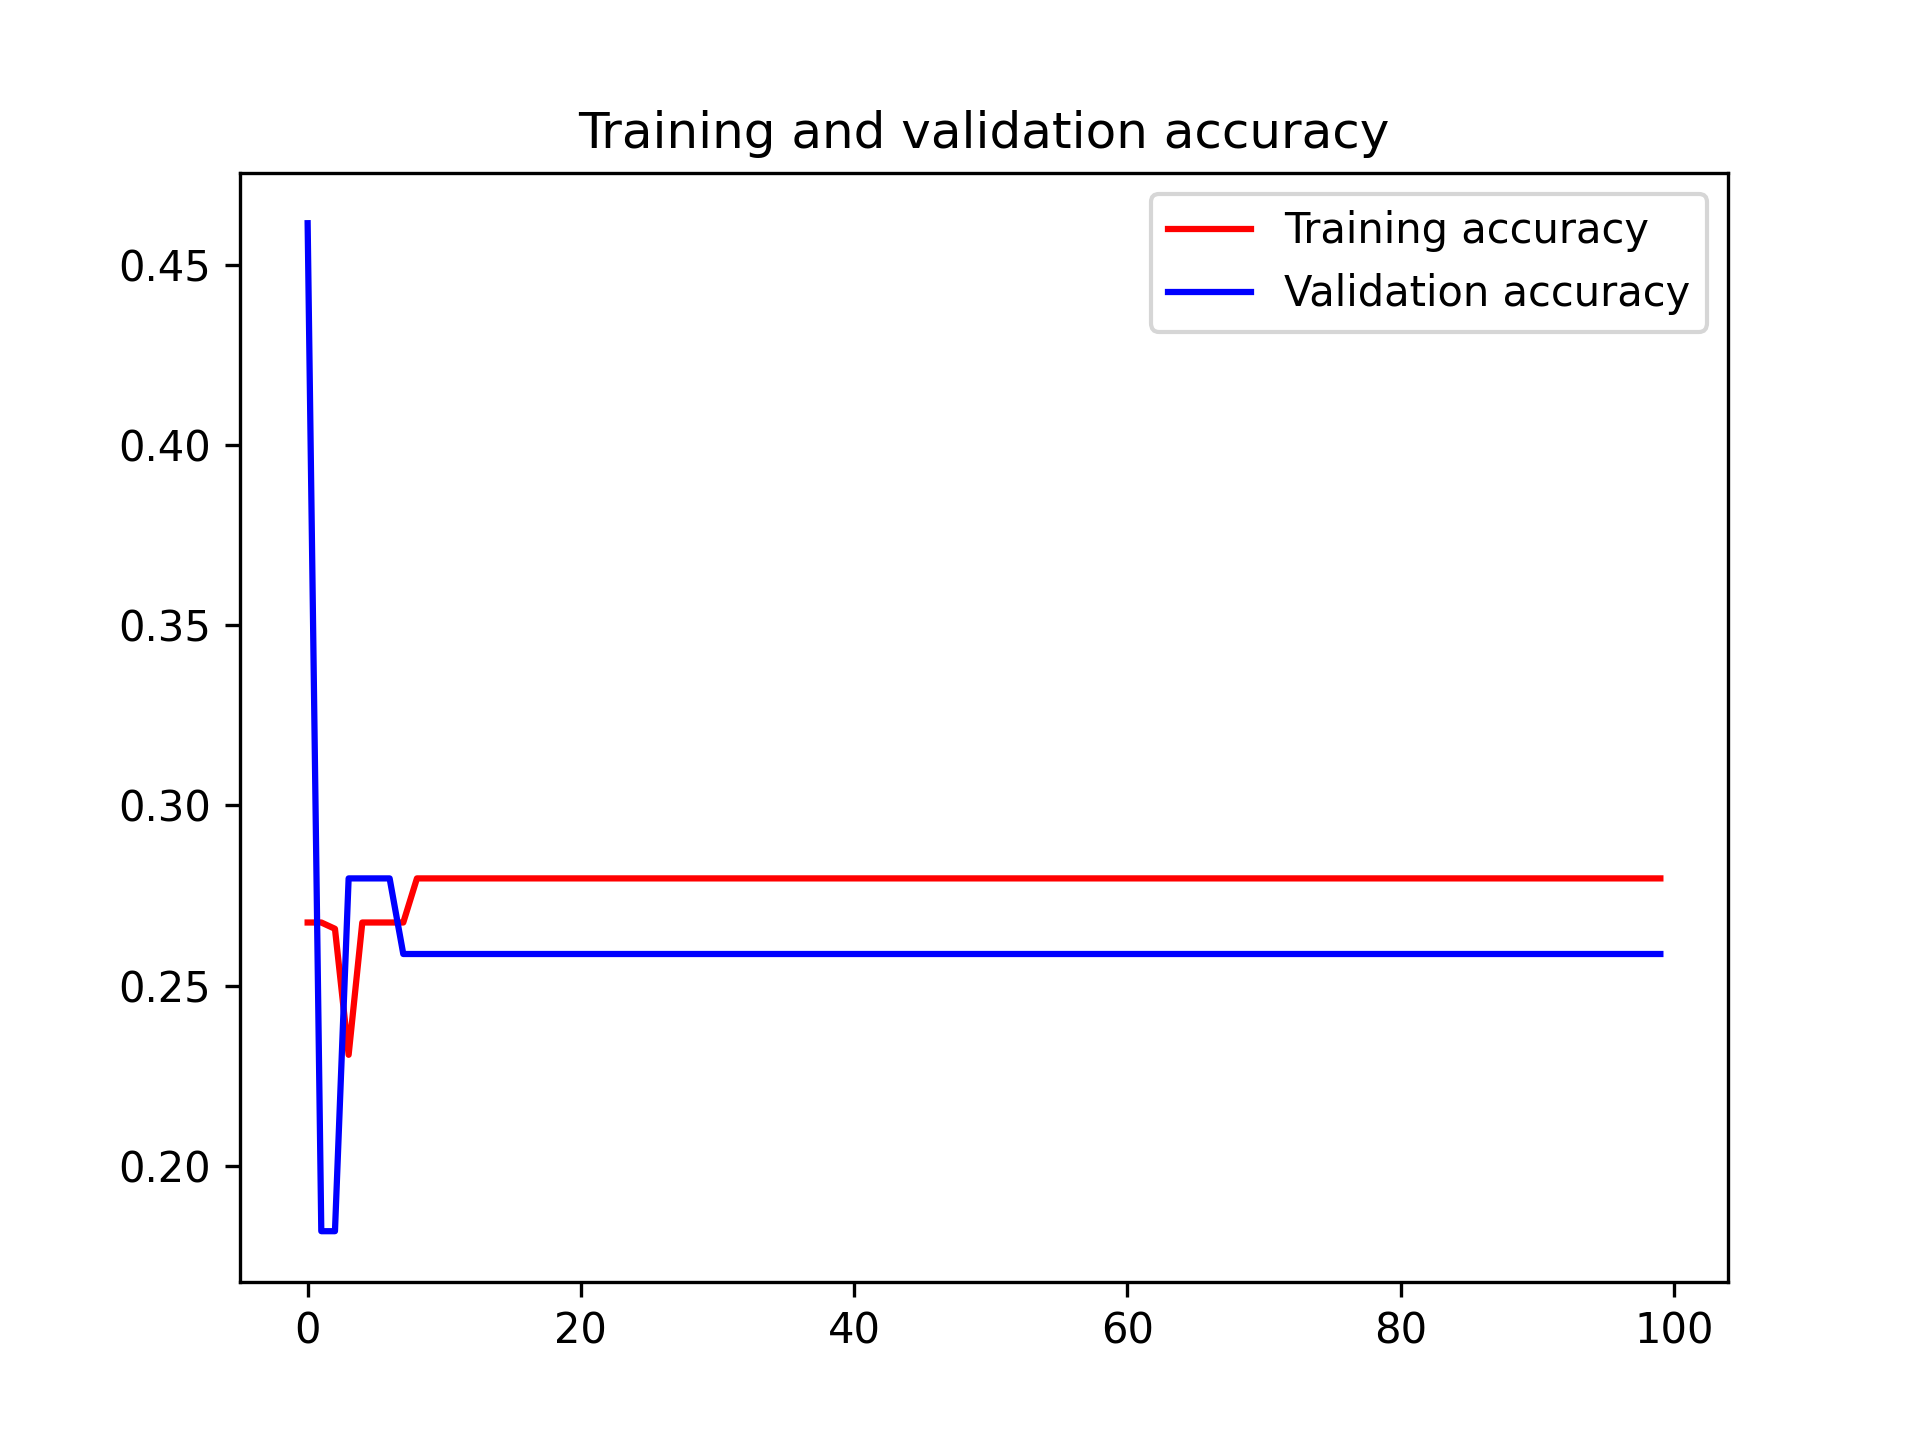 Training and validation accuracy
Training accuracy
Validation accuracy
0.45
0.40
0.35
0.30
0.25
0.20
0 20 40 60 80 100